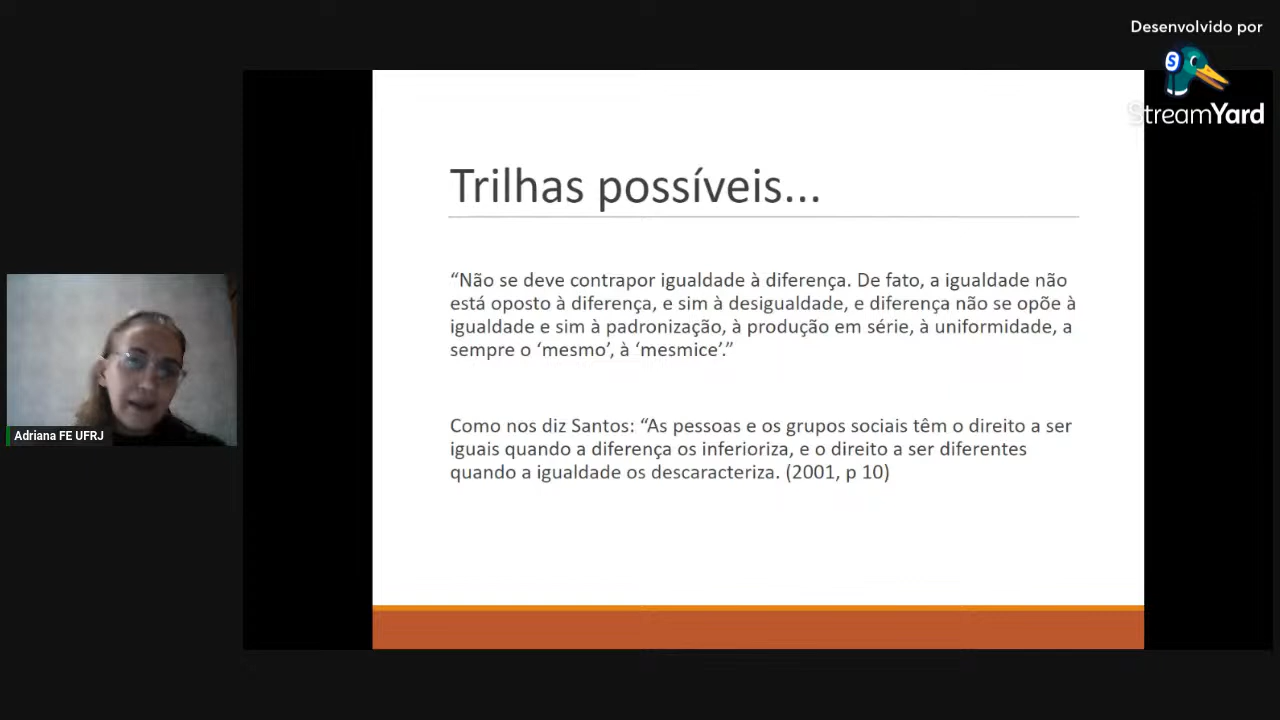 Desenvolvido por
StreamYard
Trilhas possíveis...
“Não se deve contrapor igualdade à diferença. De fato, a igualdade não
está oposto à diferença, e sim à desigualdade, e diferença não se opõe à
igualdade e sim à padronização, à produção em série, à uniformidade, a
sempre o ‘mesmo’, à ‘mesmice’.”
Como nos diz Santos: “As pessoas e os grupos sociais têm o direito a ser
iguais quando a diferença os inferioriza, e o direito a ser diferentes
quando a igualdade os descaracteriza. (2001, p 10)
Adriana FE UFRJ